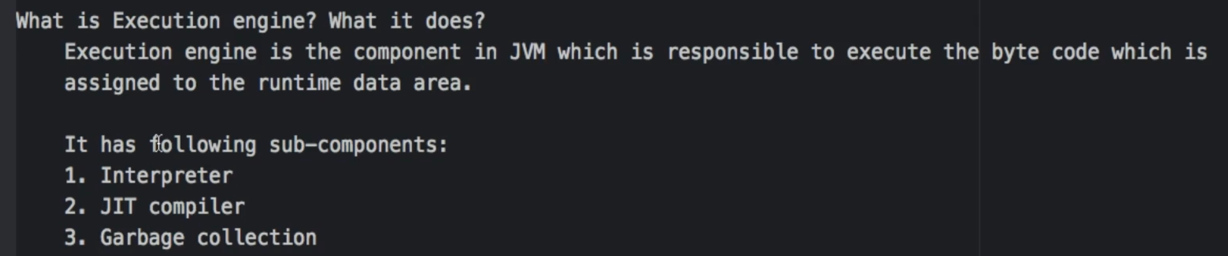 What is Execution engine? What it does?
Execution engine is the component in JVM which is responsible to execute the byte code which is
assigned to the runtime data area.
It has following sub-components:
1. Interpreter
2. JIT compiler
3. Garbage collection